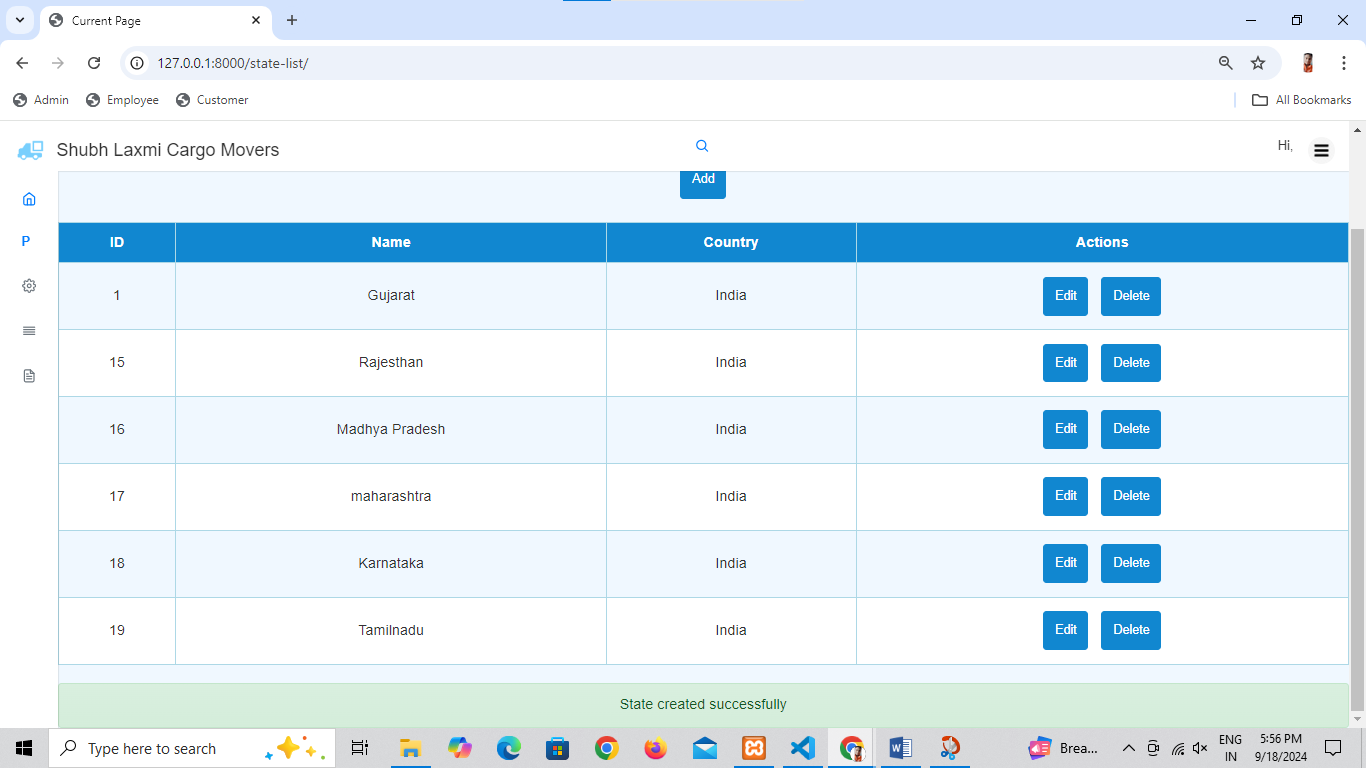 Current Page
127.0.0.1:8000/state-list/
Admin Employee Customer All Bookmarks
Shubh Laxmi Cargo Movers Hi,
Add
P
ID Name Country Actions
1 Gujarat India Edit Delete
15 Rajesthan India Edit Delete
16 Madhya Pradesh India Edit Delete
17 maharashtra India Edit Delete
18 Karnataka India Edit Delete
19 Tamilnadu India Edit Delete
State created successfully
Type here to search Brea... ENG IN 5:56 PM 9/18/2024